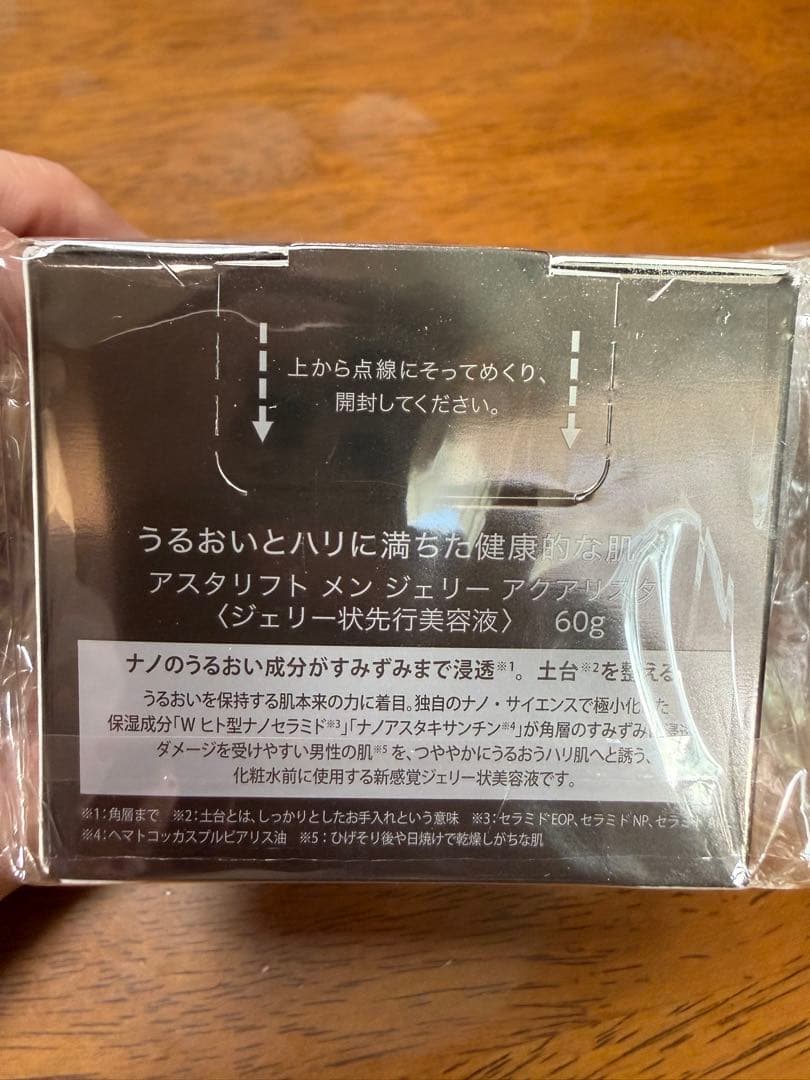 上から点線にそってめくり、
開封してください。
うるおいとハリに満ちた健康的な肌へ
アスタリフト メン ジェリー アクアリスタ
〈ジェリー状先行美容液〉 60g
ナノのうるおい成分がすみずみまで浸透※1。土台※2を整える
うるおいを保持する肌本来の力に着目。独自のナノ・サイエンスで極小化した
保湿成分「W ヒト型ナノセラミド※3」「ナノアスタキサンチン※4」が角層のすみずみに浸透
ダメージを受けやすい男性の肌※5を、つややかにうるおうハリ肌へと誘う、
化粧水前に使用する新感覚ジェリー状美容液です。
※1：角層まで ※2：土台とは、しっかりとしたお手入れという意味 ※3：セラミドEOP、セラミドNP、セラミド
※4：ヘマトコッカスプルビアリス油 ※5：ひげそり後や日焼けで乾燥しがちな肌